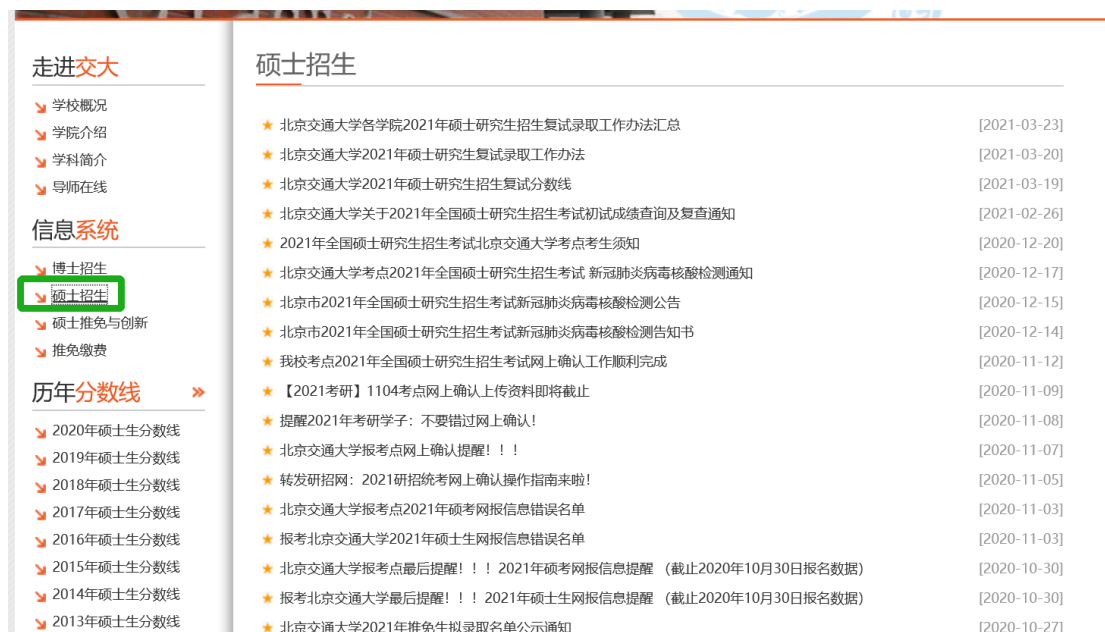 走进交大
学校概况
学院介绍
学科简介
导师在线
信息系统
博士招生
硕士招生
硕士推免与创新
推免缴费
历年分数线
2020年硕士生分数线
2019年硕士生分数线
2018年硕士生分数线
2017年硕士生分数线
2016年硕士生分数线
2015年硕士生分数线
2014年硕士生分数线
2013年硕士生分数线
硕士招生
北京交通大学各学院2021年硕士研究生招生复试录取工作办法汇总 [2021-03-23]
北京交通大学2021年硕士研究生复试录取工作办法 [2021-03-20]
北京交通大学2021年硕士研究生招生复试分数线 [2021-03-19]
北京交通大学关于2021年全国硕士研究生招生考试初试成绩查询及复查通知 [2021-02-26]
2021年全国硕士研究生招生考试北京交通大学考点考生须知 [2020-12-20]
北京交通大学考点2021年全国硕士研究生招生考试 新冠肺炎病毒核酸检测通知 [2020-12-17]
北京市2021年全国硕士研究生招生考试新冠肺炎病毒核酸检测公告 [2020-12-15]
北京市2021年全国硕士研究生招生考试新冠肺炎病毒核酸检测告知书 [2020-12-14]
我校考点2021年全国硕士研究生招生考试网上确认工作顺利完成 [2020-11-12]
【2021考研】1104考点网上确认上传资料即将截止 [2020-11-09]
提醒2021年考研学子：不要错过网上确认！ [2020-11-08]
北京交通大学报考点网上确认提醒！！！ [2020-11-07]
转发研招网：2021研招统考网上确认操作指南来啦！ [2020-11-05]
北京交通大学报考点2021年硕考网报信息错误名单 [2020-11-03]
报考北京交通大学2021年硕士生网报信息错误名单 [2020-11-03]
北京交通大学报考点最后提醒！！！2021年硕考网报信息提醒 （截止2020年10月30日报名数据） [2020-10-30]
报考北京交通大学最后提醒！！！2021年硕士生网报信息提醒 （截止2020年10月30日报名数据） [2020-10-30]
北京交通大学2021年推免生拟录取名单公示通知 [2020-10-27]